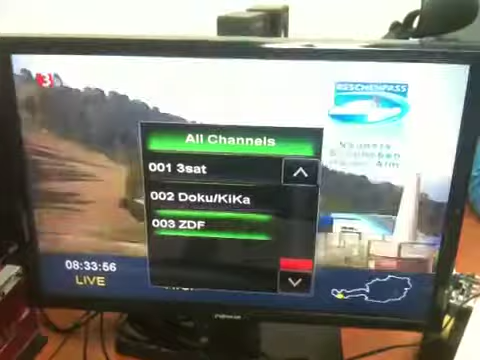 3
RESCHENPASS
All Channels
001 3sat
002 Doku/KiKa
003 ZDF
08:33:56
LIVE